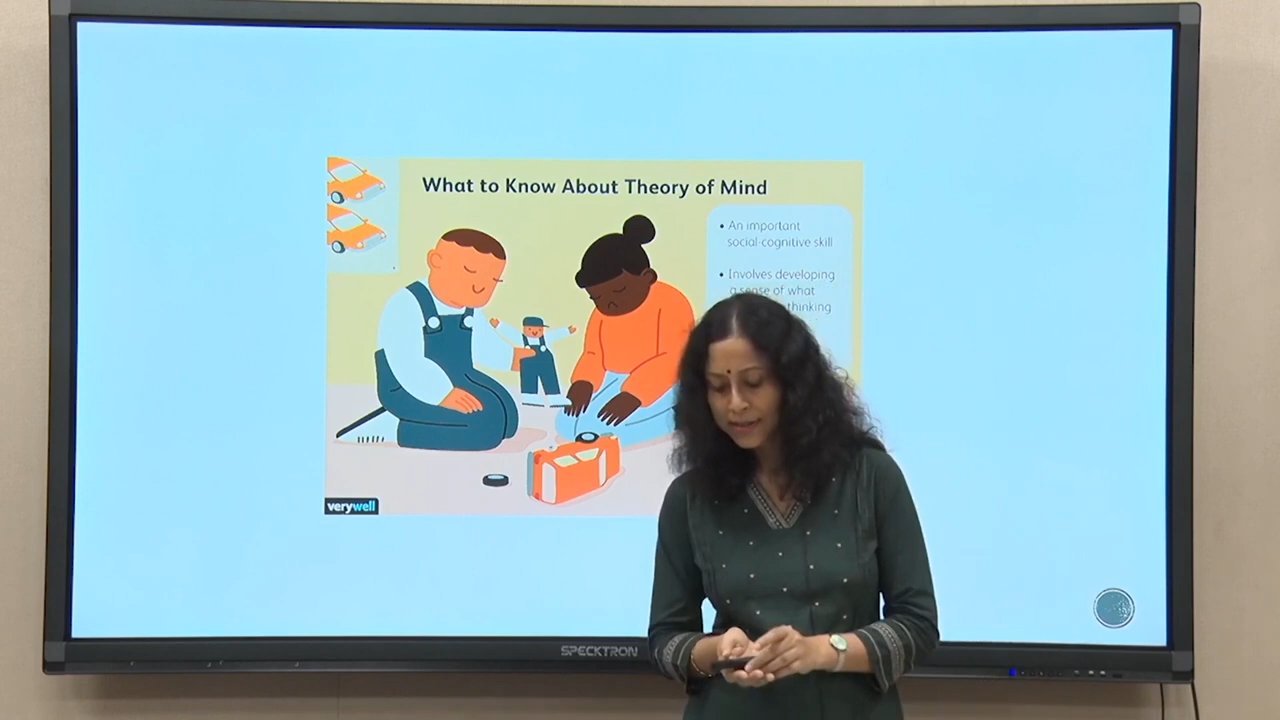 What to Know About Theory of Mind
• An important
social-cognitive skill
• Involves developing
a sense of what
thinking
verywell
SPECKTRON